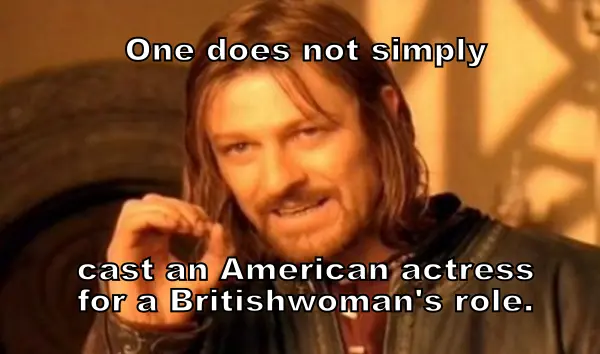 One does not simply
cast an American actress
for a Britishwoman's role.